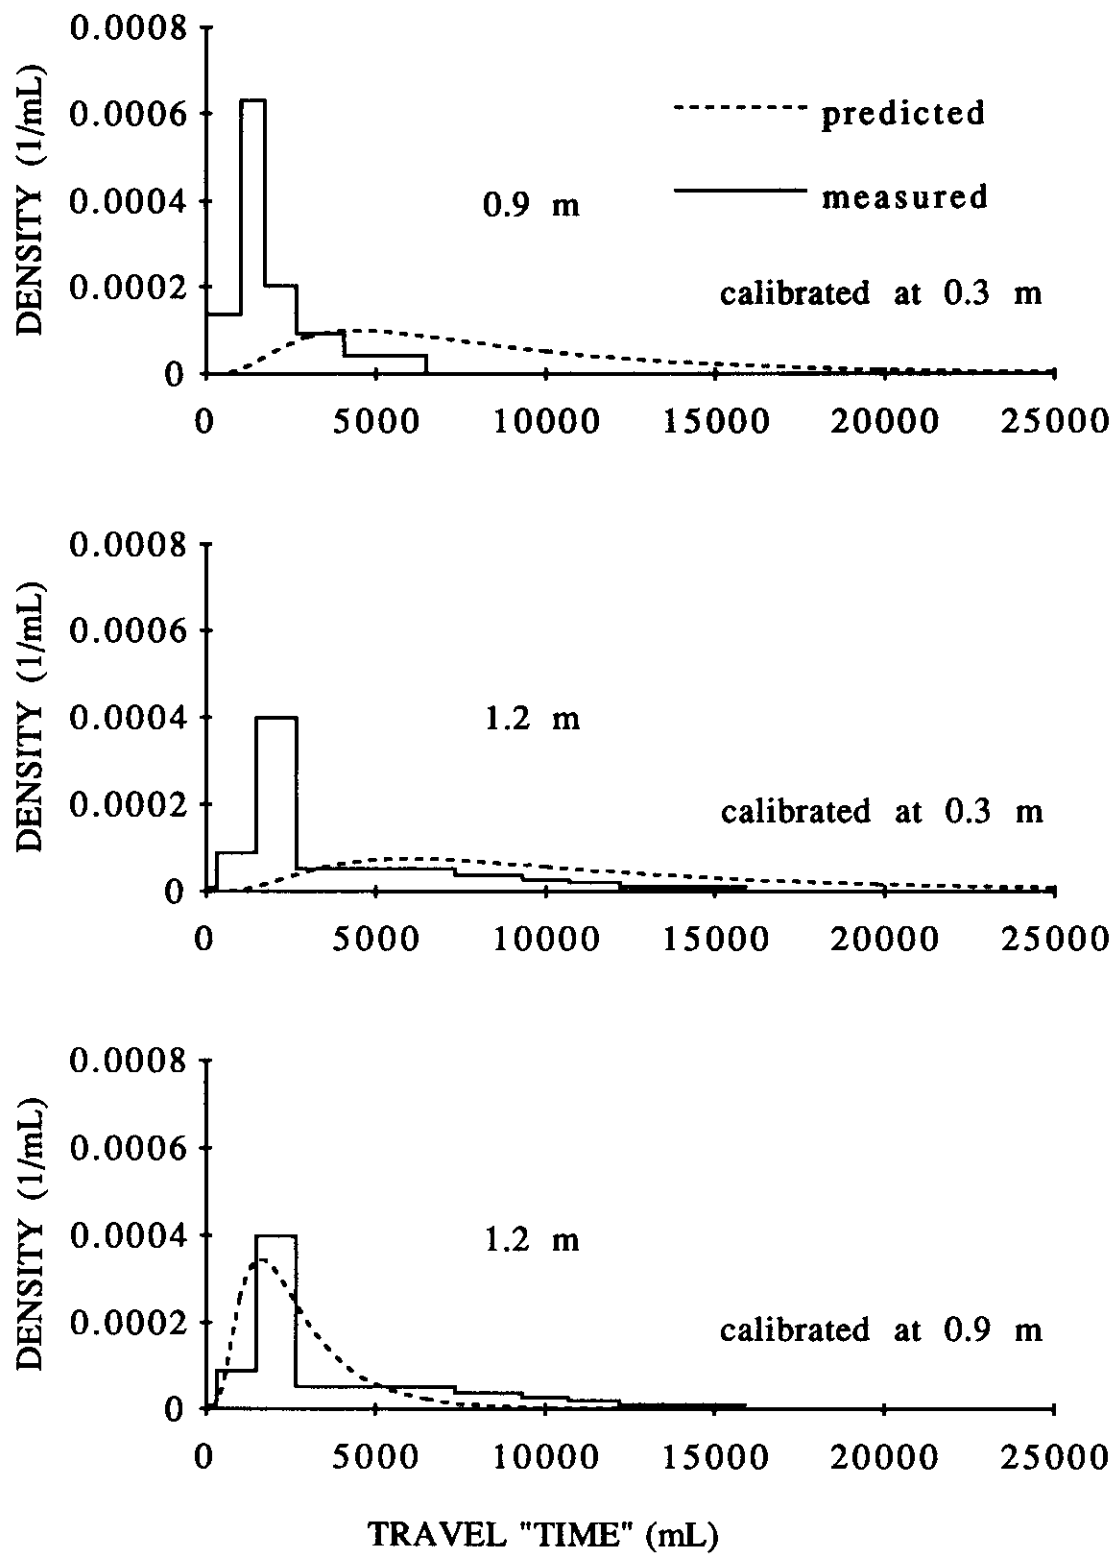 0.0008
0.0006
0.0004
0.0002
0
DENSITY (1/mL)
predicted
measured
0.9 m
calibrated at 0.3 m
0 5000 10000 15000 20000 25000
0.0008
0.0006
0.0004
0.0002
0
DENSITY (1/mL)
1.2 m
calibrated at 0.3 m
0 5000 10000 15000 20000 25000
0.0008
0.0006
0.0004
0.0002
0
DENSITY (1/mL)
1.2 m
calibrated at 0.9 m
0 5000 10000 15000 20000 25000
TRAVEL "TIME" (mL)